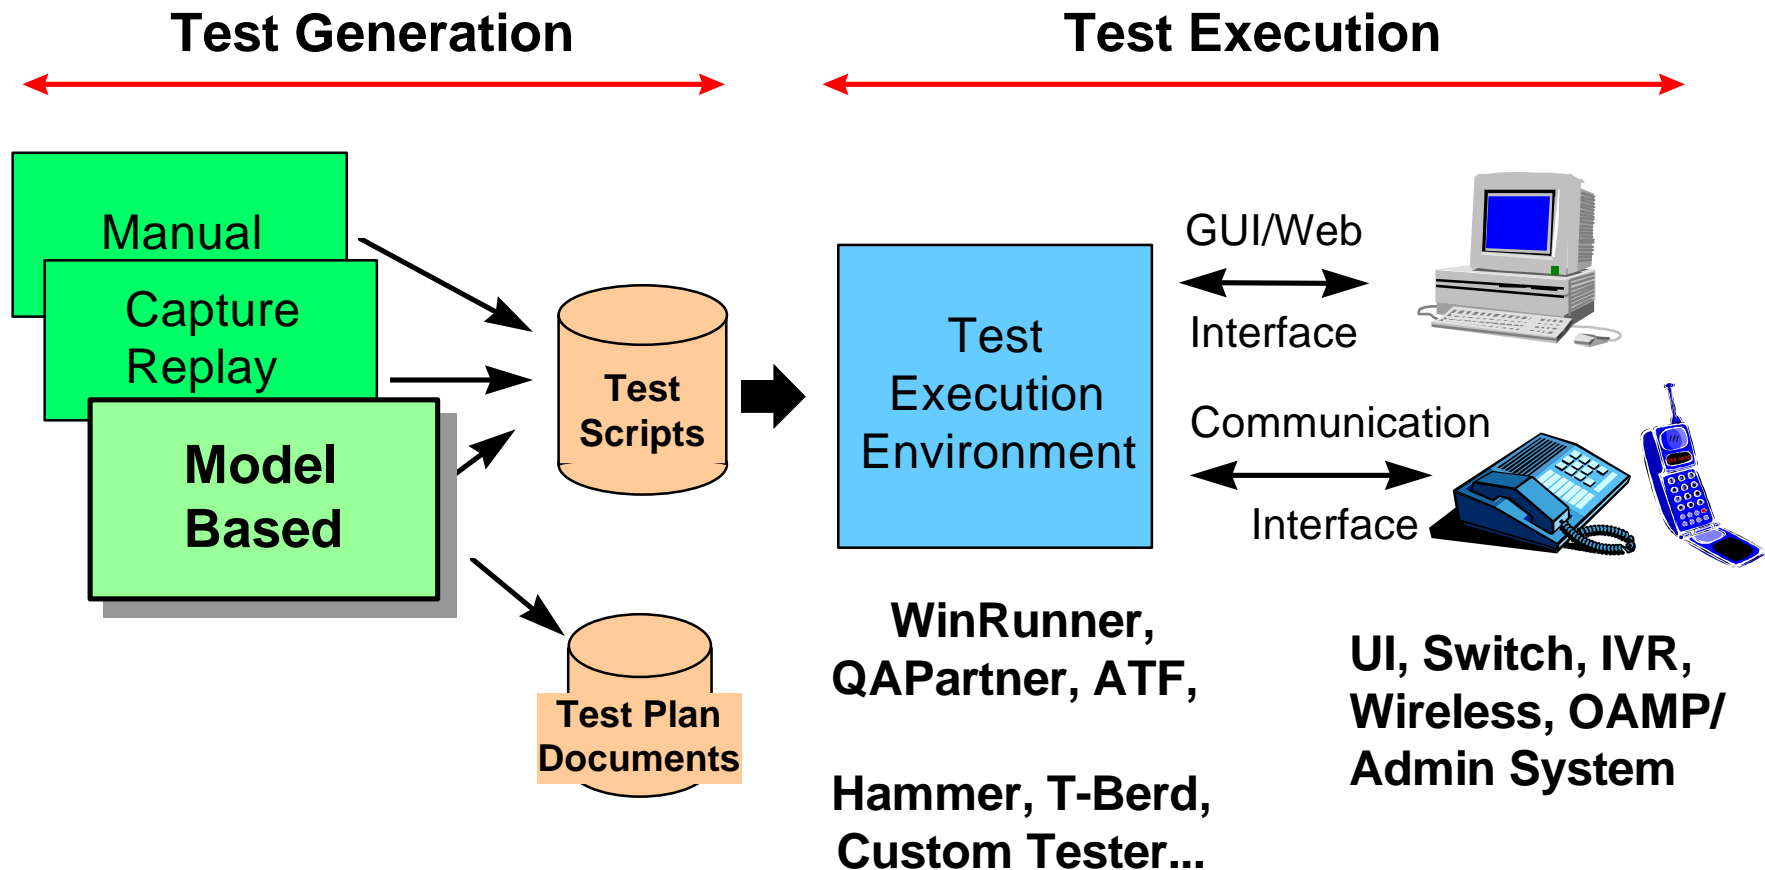 Test Generation
Test Execution
Manual
Capture
Replay
Model
Based
Test
Scripts
Test Plan
Documents
Test
Execution
Environment
GUI/Web
Interface
Communication
Interface
WinRunner,
QAPartner, ATF,
Hammer, T-Berd,
Custom Tester...
UI, Switch, IVR,
Wireless, OAMP/
Admin System